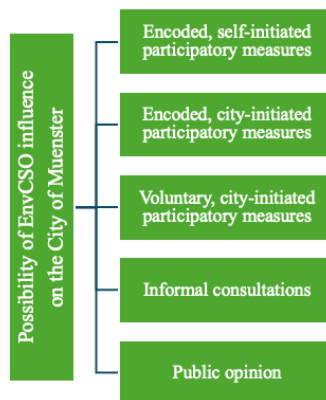 Possibility of EnvCSO influence
on the City of Muenster
Encoded, self-initiated
participatory measures
Encoded, city-initiated
participatory measures
Voluntary, city-initiated
participatory measures
Informal consultations
Public opinion